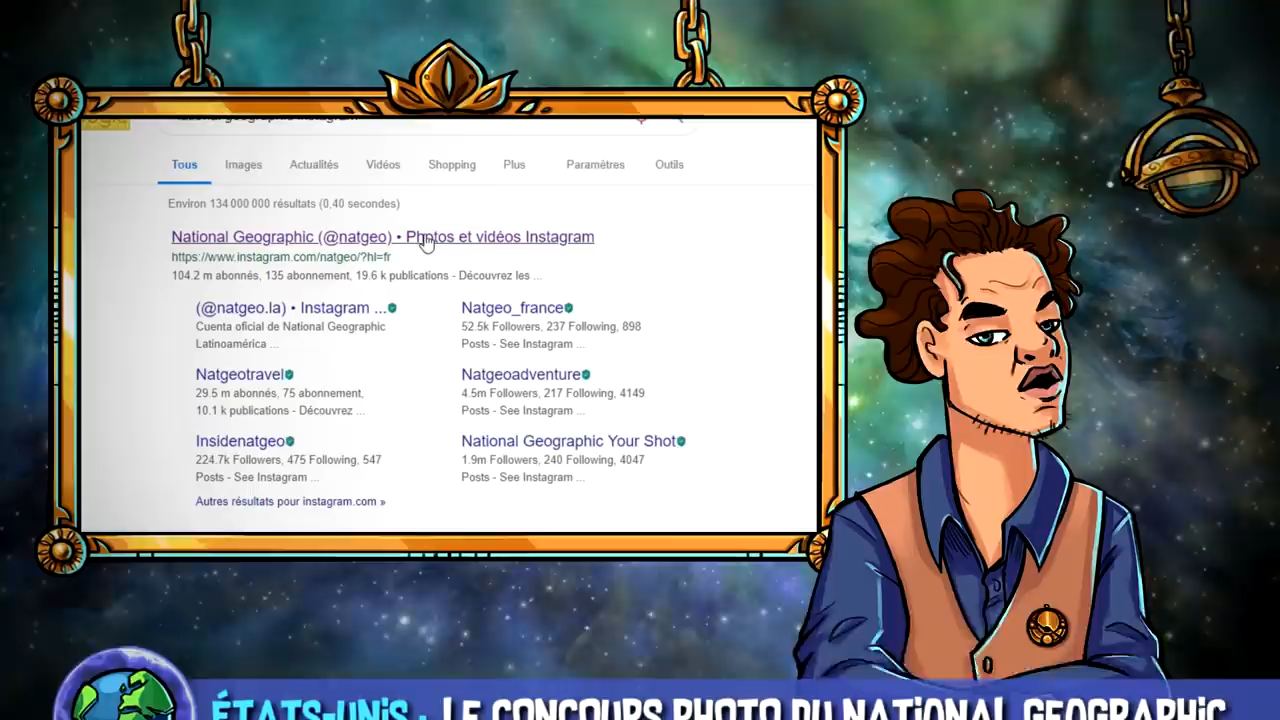 Tous Images Actualités Vidéos Shopping Plus Paramètres Outils
Environ 134 000 000 résultats (0,40 secondes)
National Geographic (@natgeo) • Photos et vidéos Instagram
https://www.instagram.com/natgeo/?hl=fr
104.2 m abonnés, 135 abonnement, 19.6 k publications - Découvrez les ...
(@natgeo.la) • Instagram ...
Cuenta oficial de National Geographic
Latinoamérica ...
Natgeo_france
52.5k Followers, 237 Following, 898
Posts - See Instagram ...
Natgeotravel
29.5 m abonnés, 75 abonnement,
10.1 k publications - Découvrez ...
Natgeoadventure
4.5m Followers, 217 Following, 4149
Posts - See Instagram ...
Insidenatgeo
224.7k Followers, 475 Following, 547
Posts - See Instagram ...
National Geographic Your Shot
1.9m Followers, 240 Following, 4047
Posts - See Instagram ...
Autres résultats pour instagram.com »
ÉTATS-UNIS : LE CONCOURS PHOTO DU NATIONAL GEOGRAPHIC